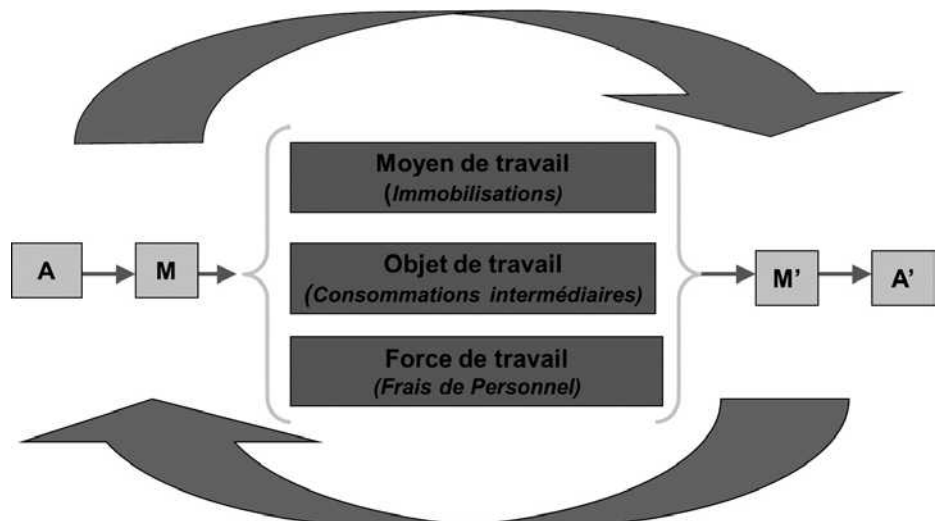 Moyen de travail
(Immobilisations)
A
M
Objet de travail
(Consommations intermédiaires)
M'
A'
Force de travail
(Frais de Personnel)